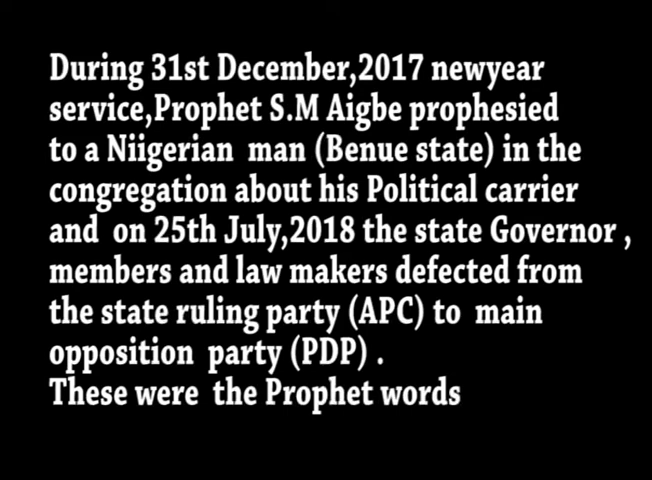 During 31st December,2017 newyear
service,Prophet S.M Aigbe prophesied
to a Niigerian man (Benue state) in the
congregation about his Political carrier
and on 25th July,2018 the state Governor ,
members and law makers defected from
the state ruling party (APC) to main
opposition party (PDP) .
These were the Prophet words